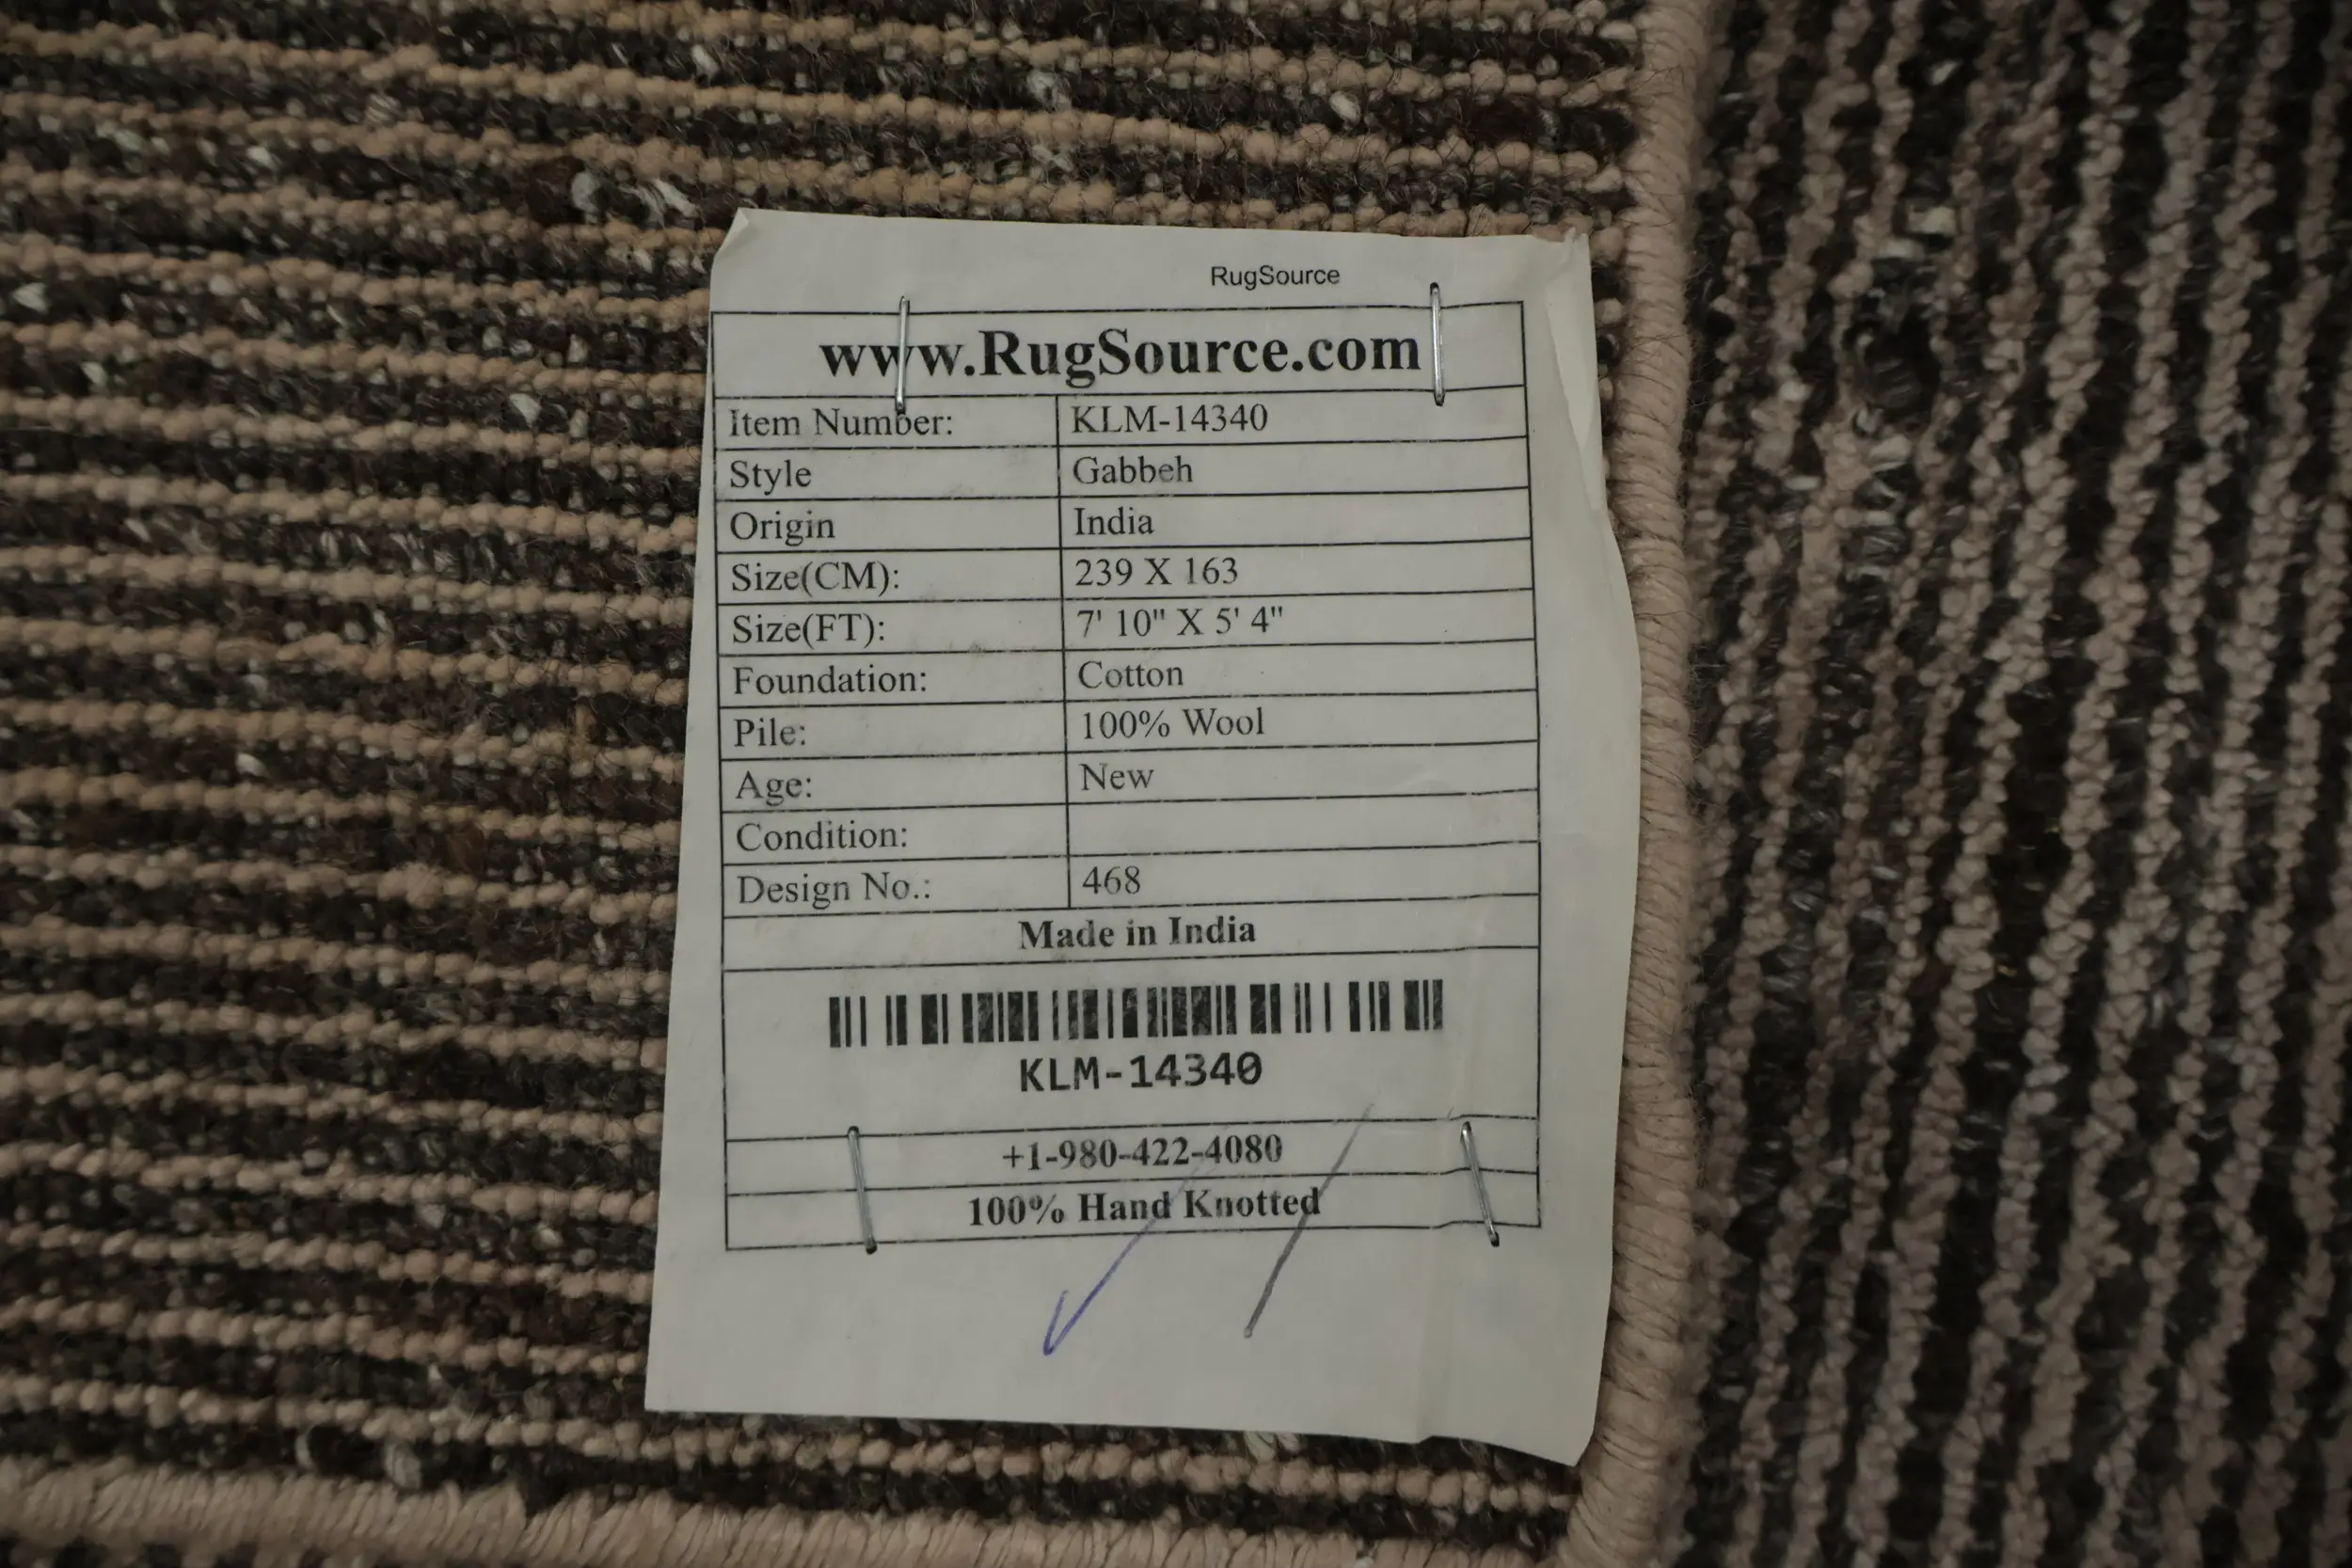 RugSource
www.RugSource.com
Item Number: KLM-14340
Style Gabbeh
Origin India
Size(CM): 239 X 163
Size(FT): 7' 10" X 5' 4"
Foundation: Cotton
Pile: 100% Wool
Age: New
Condition:
Design No.: 468
Made in India
KLM-14340
+1-980-422-4080
100% Hand Knotted